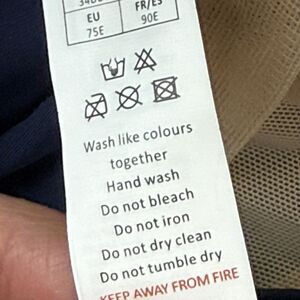 EU
FR/ES
75E
90E
Wash like colours
together
Hand wash
Do not bleach
Do not iron
Do not dry clean
Do not tumble dry
KEEP AWAY FROM FIRE